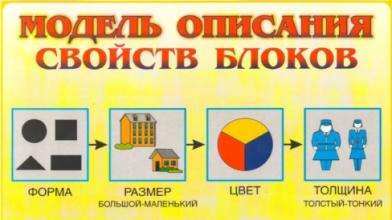 МОДЕЛЬ ОПИСАНИЯ
СВОЙСТВ БЛОКОВ
ФОРМА
РАЗМЕР
БОЛЬШОЙ-МАЛЕНЬКИЙ
ЦВЕТ
ТОЛЩИНА
ТОЛСТЫЙ-ТОНКИЙ